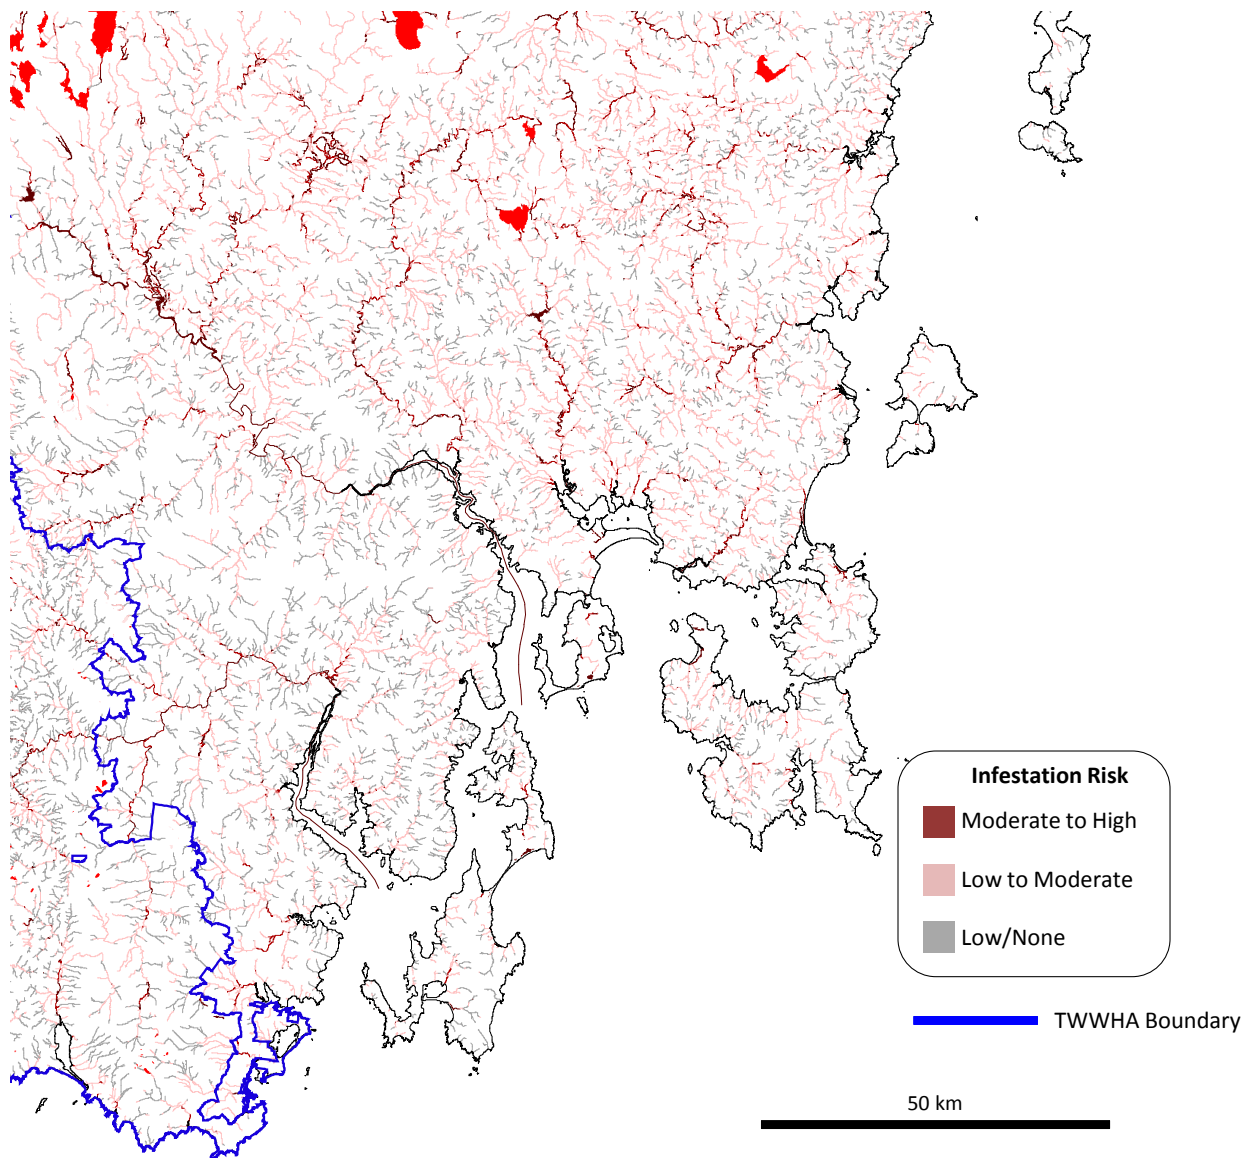 Infestation Risk
Moderate to High
Low to Moderate
Low/None
TWWHA Boundary
50 km